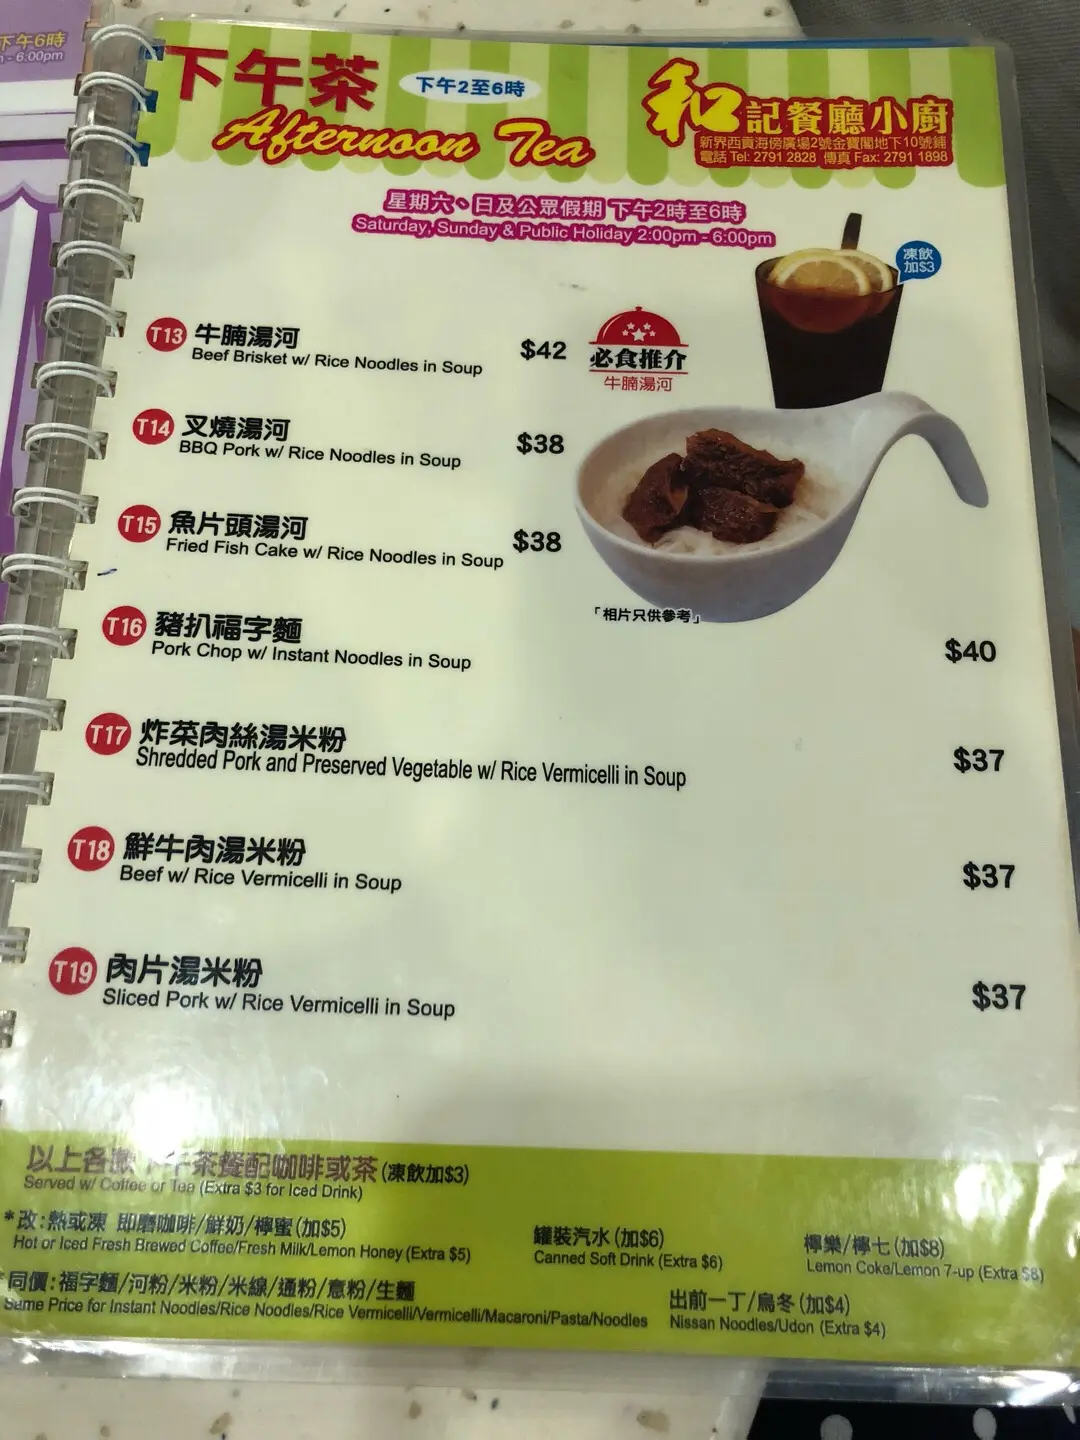 下午6時
- 6:00pm
下午茶
下午2至6時
Afternoon Tea
和記餐廳小廚
新界西貢海傍廣場2號金寶閣地下10號鋪
電話 Tel: 2791 2828 傳真 Fax: 2791 1898
星期六、日及公眾假期 下午2時至6時
Saturday, Sunday & Public Holiday 2:00pm - 6:00pm
凍飲
加$3
T13 牛腩湯河 $42
Beef Brisket w/ Rice Noodles in Soup
必食推介
牛腩湯河
T14 叉燒湯河 $38
BBQ Pork w/ Rice Noodles in Soup
T15 魚片頭湯河 $38
Fried Fish Cake w/ Rice Noodles in Soup
「相片只供參考」
T16 豬扒福字麵 $40
Pork Chop w/ Instant Noodles in Soup
T17 炸菜肉絲湯米粉 $37
Shredded Pork and Preserved Vegetable w/ Rice Vermicelli in Soup
T18 鮮牛肉湯米粉 $37
Beef w/ Rice Vermicelli in Soup
T19 肉片湯米粉 $37
Sliced Pork w/ Rice Vermicelli in Soup
以上各 午茶餐配咖啡或茶(凍飲加$3)
Served w/ Coffee or Tea (Extra $3 for Iced Drink)
*改:熱或凍 即磨咖啡/鮮奶/檸蜜(加$5)
Hot or Iced Fresh Brewed Coffee/Fresh Milk/Lemon Honey (Extra $5)
罐裝汽水(加$6)
Canned Soft Drink (Extra $6)
檸樂/檸七(加$8)
Lemon Coke/Lemon 7-up (Extra $8)
*同價:福字麵/河粉/米粉/米線/通粉/意粉/生麵
Same Price for Instant Noodles/Rice Noodles/Rice Vermicelli/Vermicelli/Macaroni/Pasta/Noodles
出前一丁/烏冬(加$4)
Nissan Noodles/Udon (Extra $4)